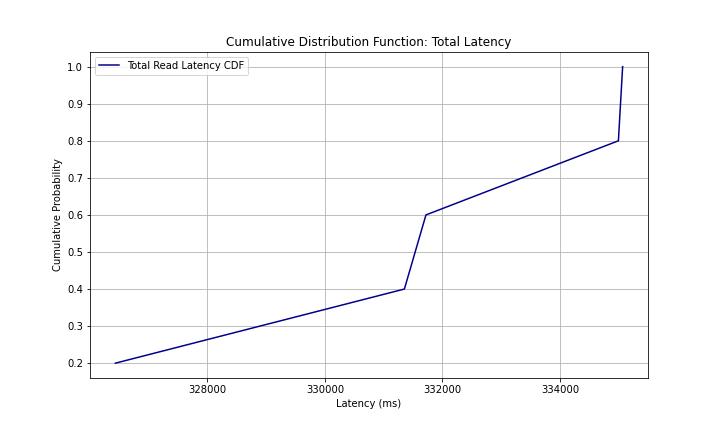 Cumulative Distribution Function: Total Latency
Total Read Latency CDF
Cumulative Probability
1.0
0.9
0.8
0.7
0.6
0.5
0.4
0.3
0.2
328000 330000 332000 334000
Latency (ms)